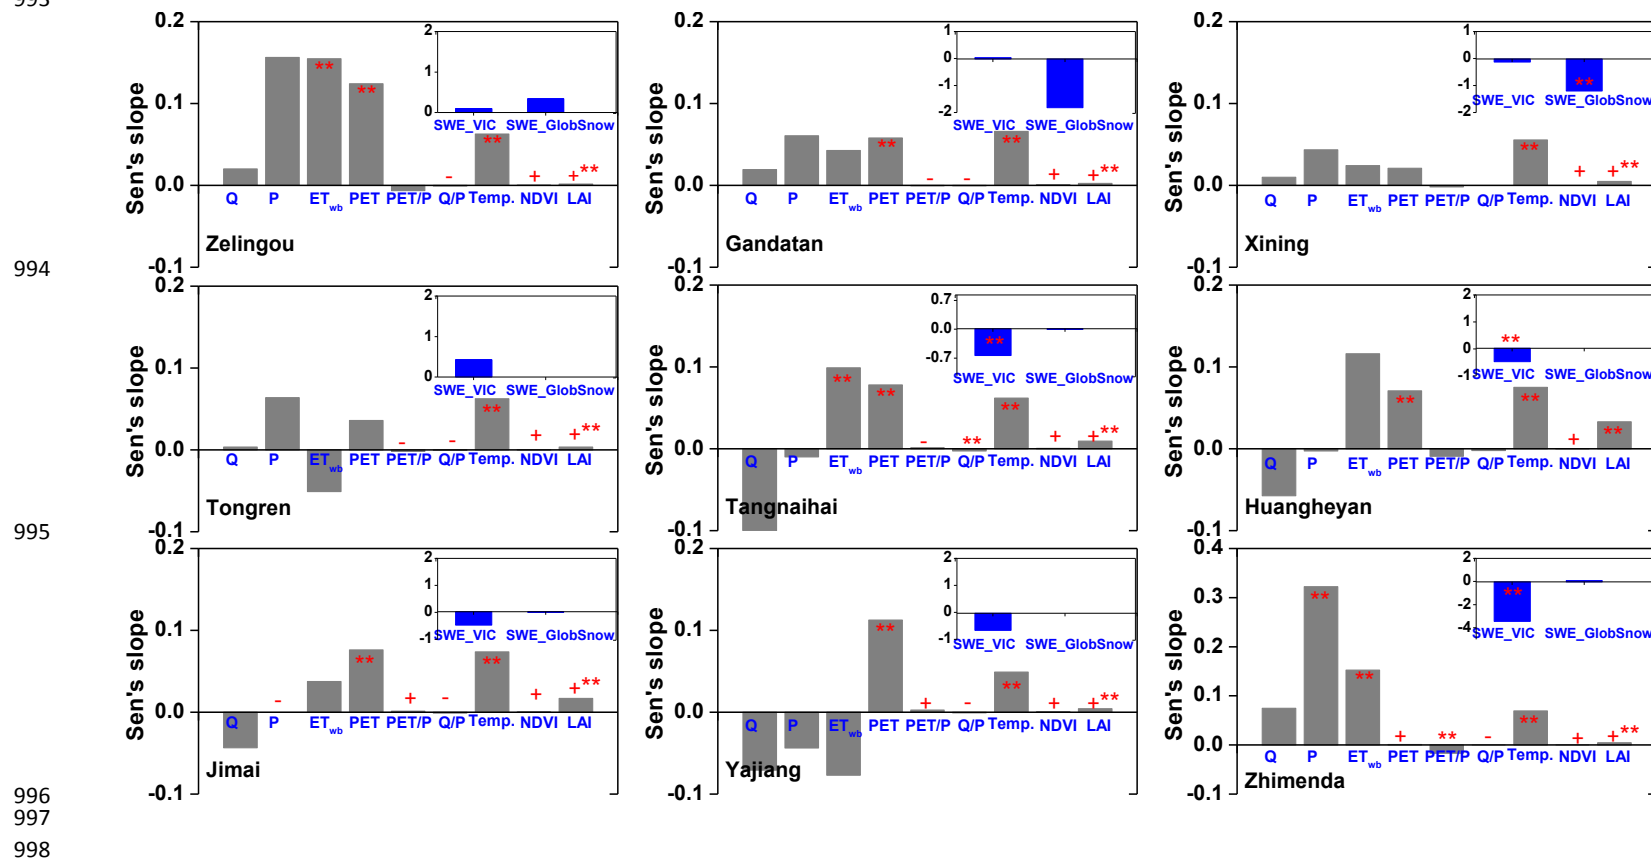 993
0.2
0.1
0.0
-0.1
Sen's slope
2
1
0
SWE_VIC SWE_GlobSnow
** ** ** - + +**
Q P ETwb PET PET/P Q/P Temp. NDVI LAI
Zelingou
0.2
0.1
0.0
-0.1
Sen's slope
1
0
-1
-2
SWE_VIC SWE_GlobSnow
** - - ** + +**
Q P ETwb PET PET/P Q/P Temp. NDVI LAI
Gandatan
0.2
0.1
0.0
-0.1
Sen's slope
1
0
-1
-2
**
SWE_VIC SWE_GlobSnow
** + +**
Q P ETwb PET PET/P Q/P Temp. NDVI LAI
Xining
994
0.2
0.1
0.0
-0.1
Sen's slope
2
1
0
SWE_VIC SWE_GlobSnow
- - ** + +**
Q P ETwb PET PET/P Q/P Temp. NDVI LAI
Tongren
0.2
0.1
0.0
-0.1
Sen's slope
0.7
0.0
-0.7
**
SWE_VIC SWE_GlobSnow
** ** - ** ** + +**
Q P ETwb PET PET/P Q/P Temp. NDVI LAI
Tangnaihai
0.2
0.1
0.0
-0.1
Sen's slope
2
1
0
-1
**
SWE_VIC SWE_GlobSnow
** ** + **
Q P ETwb PET PET/P Q/P Temp. NDVI LAI
Huangheyan
995
0.2
0.1
0.0
-0.1
Sen's slope
2
1
0
-1
SWE_VIC SWE_GlobSnow
- ** + - ** + +**
Q P ETwb PET PET/P Q/P Temp. NDVI LAI
Jimai
0.2
0.1
0.0
-0.1
Sen's slope
2
1
0
-1
SWE_VIC SWE_GlobSnow
** + - ** + +**
Q P ETwb PET PET/P Q/P Temp. NDVI LAI
Yajiang
0.4
0.3
0.2
0.1
0.0
-0.1
Sen's slope
2
0
-2
-4
**
SWE_VIC SWE_GlobSnow
** ** + ** - ** + +**
Q P ETwb PET PET/P Q/P Temp. NDVI LAI
Zhimenda
996
997
998